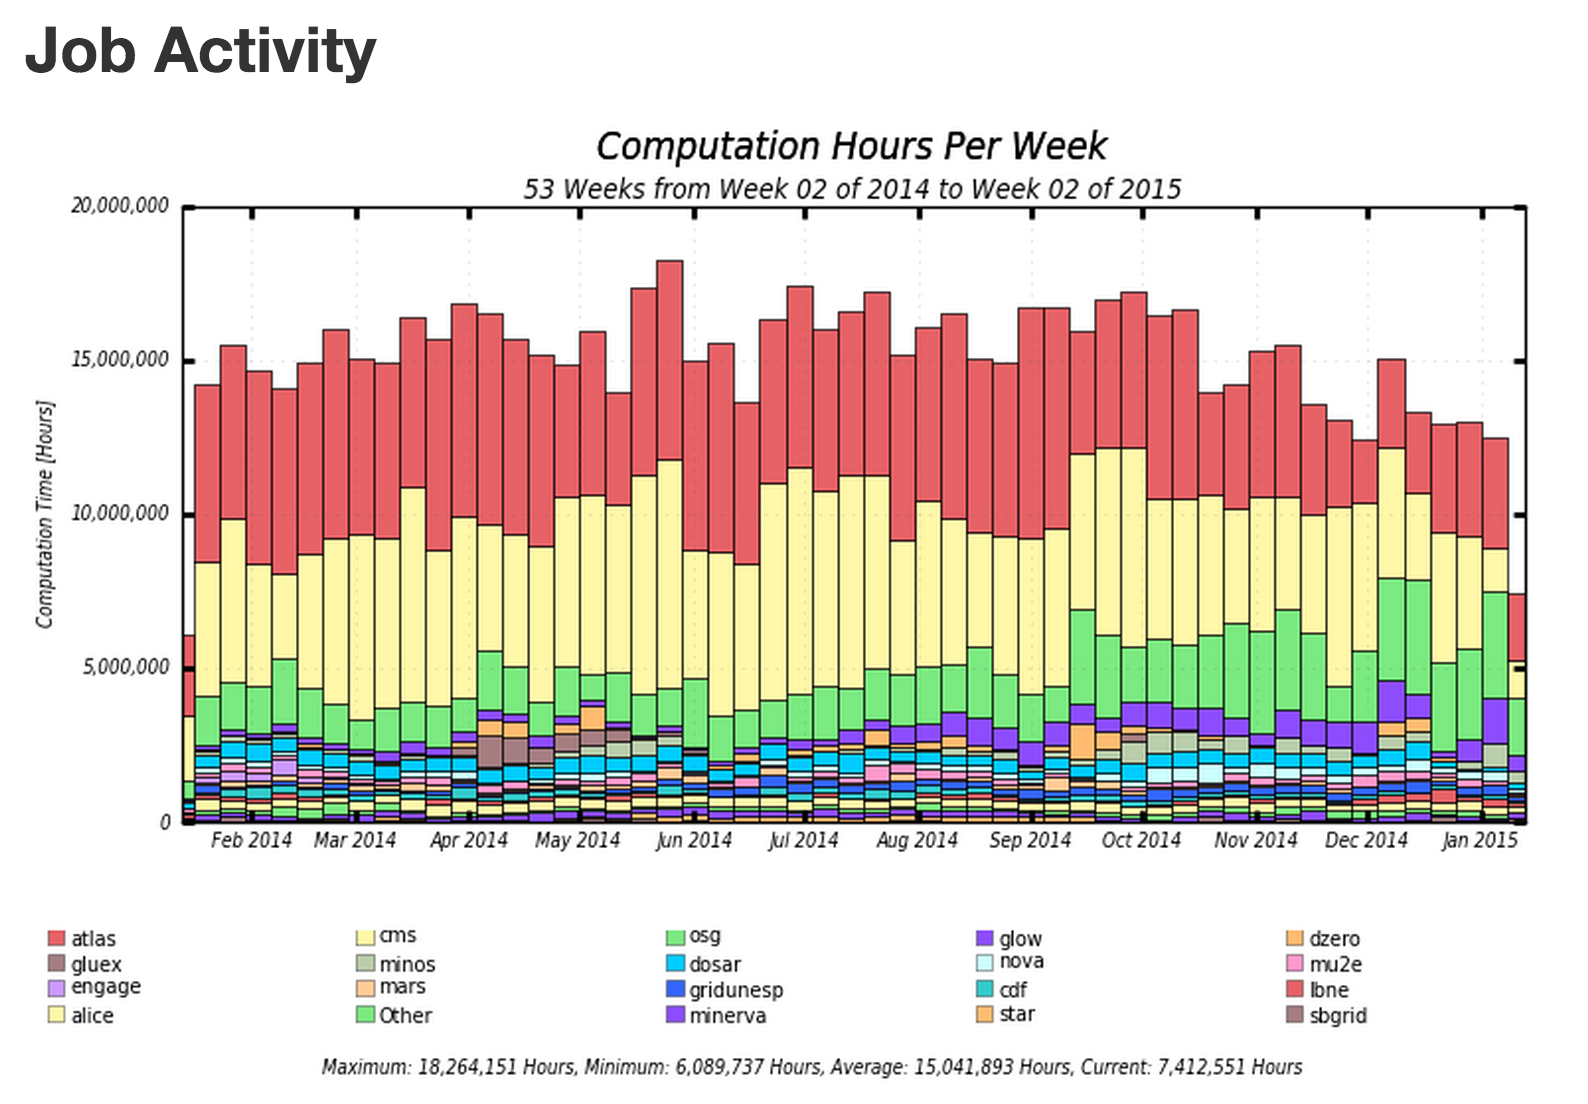 Job Activity
Computation Hours Per Week
53 Weeks from Week 02 of 2014 to Week 02 of 2015
Computation Time [Hours]
20,000,000
15,000,000
10,000,000
5,000,000
0
Feb 2014 Mar 2014 Apr 2014 May 2014 Jun 2014 Jul 2014 Aug 2014 Sep 2014 Oct 2014 Nov 2014 Dec 2014 Jan 2015
atlas cms osg glow dzero
gluex minos dosar nova mu2e
engage mars gridunesp cdf lbne
alice Other minerva star sbgrid
Maximum: 18,264,151 Hours, Minimum: 6,089,737 Hours, Average: 15,041,893 Hours, Current: 7,412,551 Hours